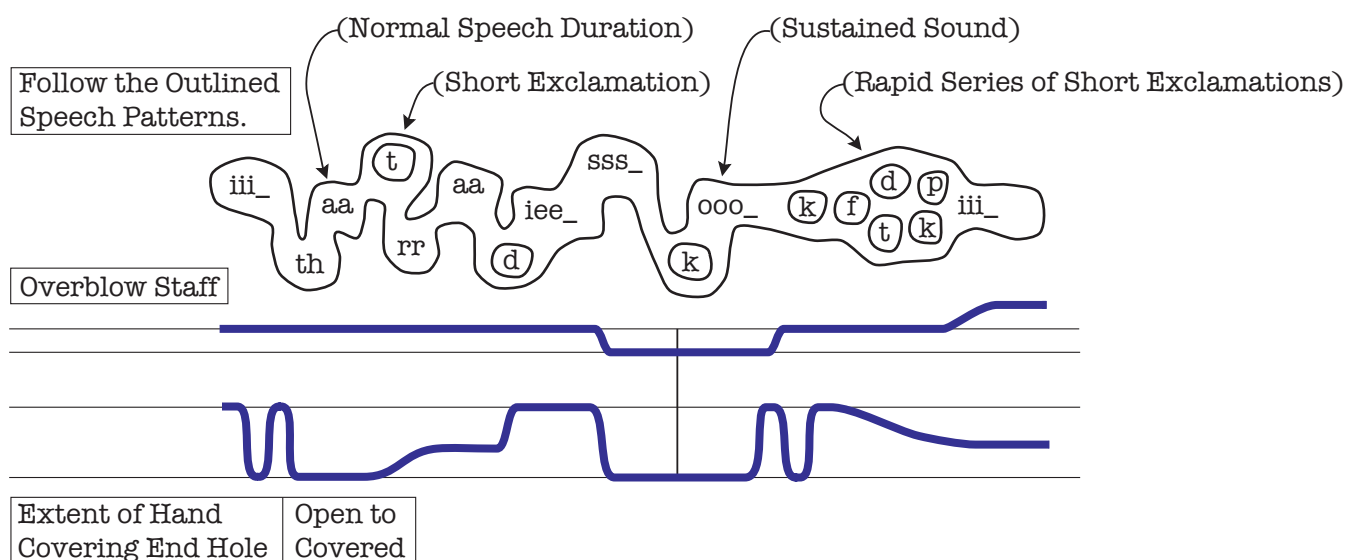 (Normal Speech Duration)
(Sustained Sound)
Follow the Outlined
Speech Patterns.
(Short Exclamation)
(Rapid Series of Short Exclamations)
iii_
th
aa
t
rr
aa
d
iee_
sss_
k
ooo_
k
f
d
t
p
k
iii_
Overblow Staff
Extent of Hand
Covering End Hole
Open to
Covered